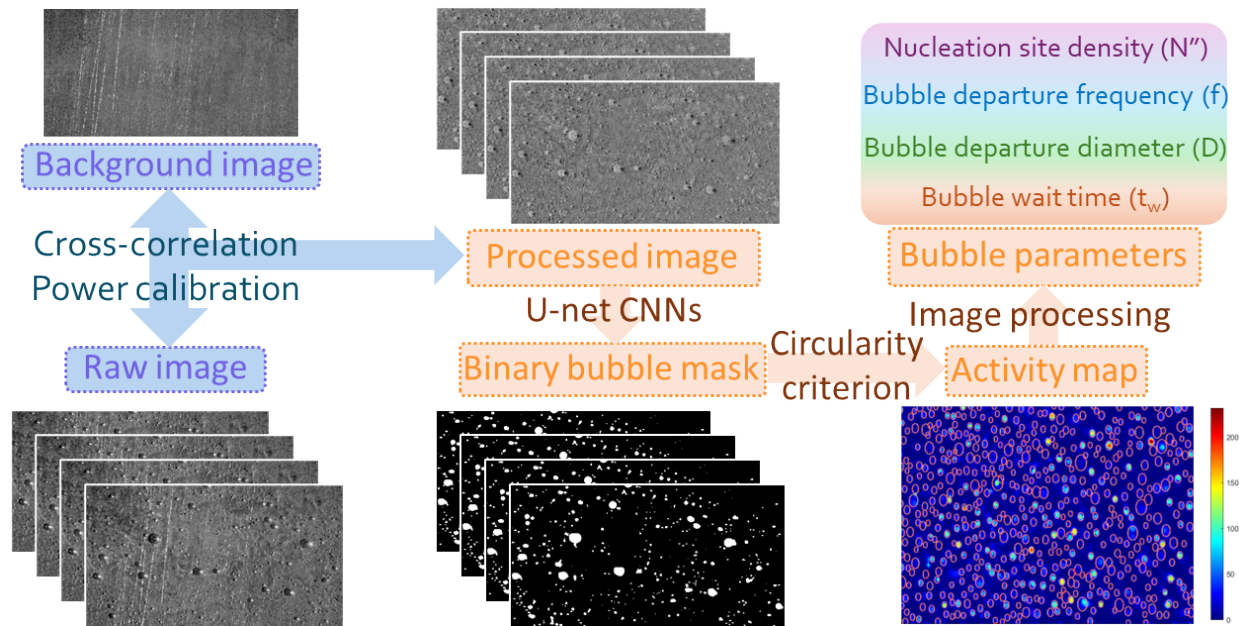 Background image
Cross-correlation
Power calibration
Raw image
Processed image
U-net CNNs
Binary bubble mask
Circularity
criterion
Nucleation site density (N”)
Bubble departure frequency (f)
Bubble departure diameter (D)
Bubble wait time (tw)
Bubble parameters
Image processing
Activity map
200
150
100
50
0